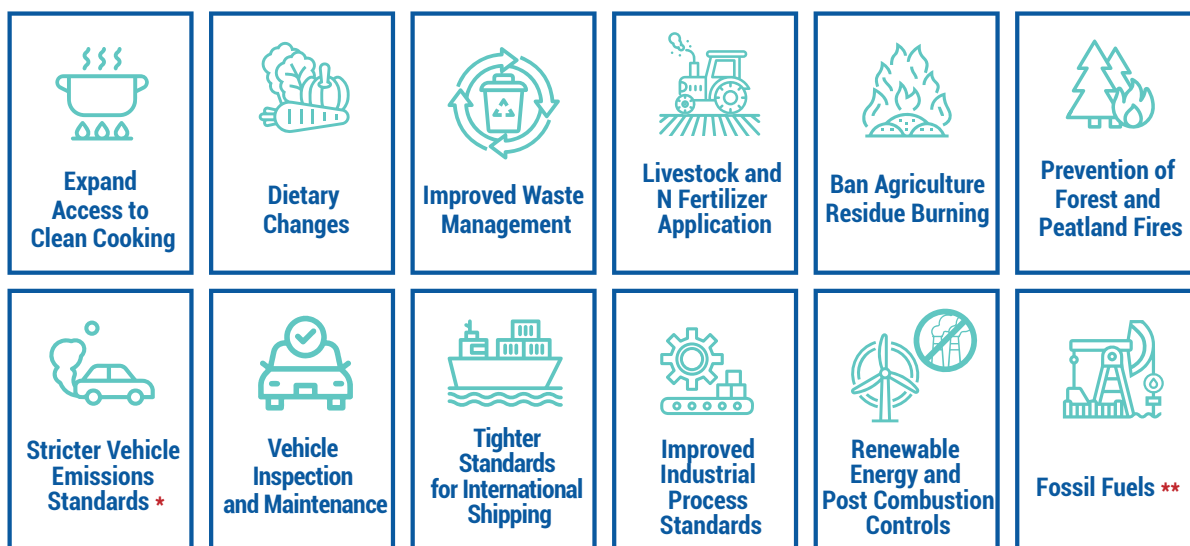 Expand
Access to
Clean Cooking
Dietary
Changes
Improved Waste
Management
Livestock and
N Fertilizer
Application
Ban Agriculture
Residue Burning
Prevention of
Forest and
Peatland Fires
Stricter Vehicle
Emissions
Standards *
Vehicle
Inspection
and Maintenance
Tighter
Standards
for International
Shipping
Improved
Industrial
Process
Standards
Renewable
Energy and
Post Combustion
Controls
Fossil Fuels **